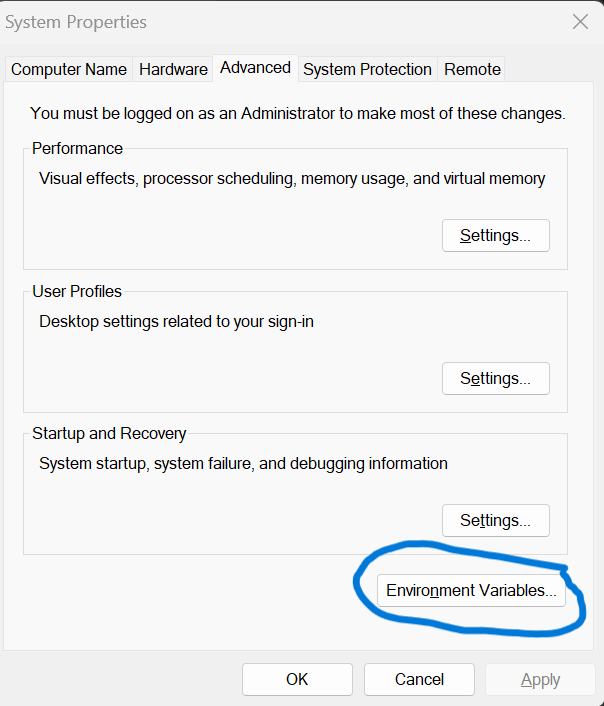 System Properties
Computer Name Hardware Advanced System Protection Remote
You must be logged on as an Administrator to make most of these changes.
Performance
Visual effects, processor scheduling, memory usage, and virtual memory
Settings...
User Profiles
Desktop settings related to your sign-in
Settings...
Startup and Recovery
System startup, system failure, and debugging information
Settings...
Environment Variables...
OK Cancel Apply